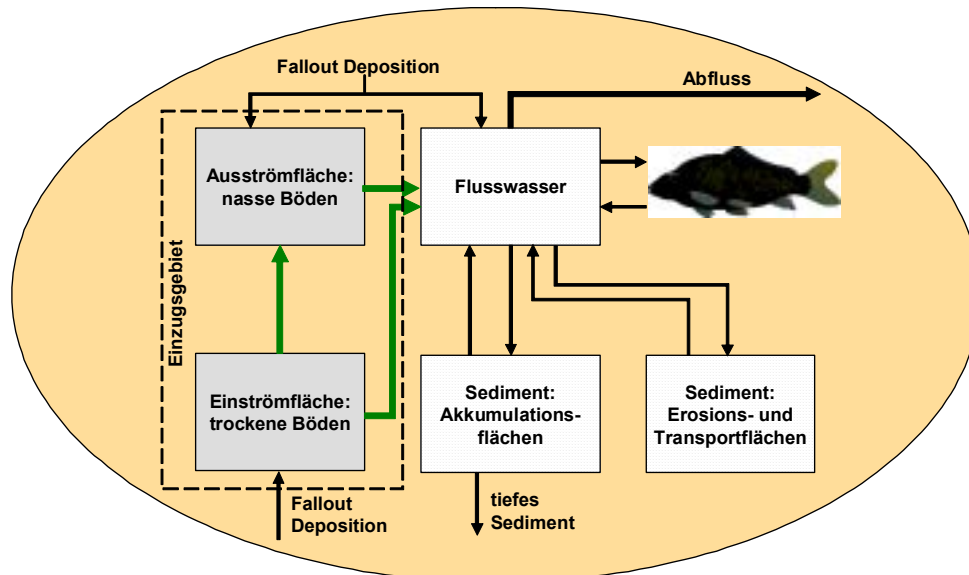 Fallout Deposition
Abfluss
Einzugsgebiet
Ausströmfläche:
nasse Böden
Flusswasser
Einströmfläche:
trockene Böden
Sediment:
Akkumulations-
flächen
Sediment:
Erosions- und
Transportflächen
Fallout
Deposition
tiefes
Sediment